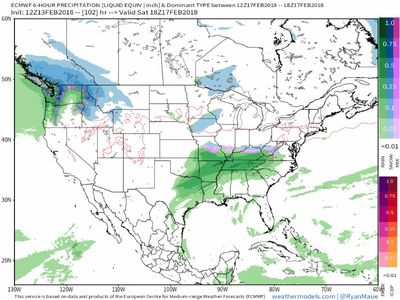 ECMWF 6-HOUR PRECIPITATION [LIQUID EQUIV | inch] & Dominant TYPE between 12Z17FEB2018 -- 18Z17FEB2018
Init: 12Z13FEB2018 -- [102] hr --> Valid Sat 18Z17FEB2018
60N
50N
40N
30N
20N
130W
120W
110W
100W
90W
80W
70W
60W
1.0
0.5
0.25
0.1
0.05
0.01
<.01
RAIN
SNOW
MIX
1.0
0.75
0.5
0.25
0.1
0.05
0.01
<.01
This service is based on data and products of the European Centre for Medium-range Weather Forecasts (ECMWF)
weathermodels.com | @RyanMaue